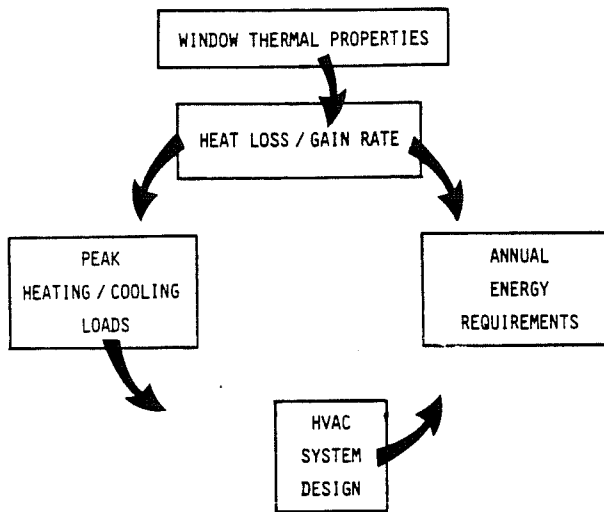 WINDOW THERMAL PROPERTIES
HEAT LOSS / GAIN RATE
PEAK
HEATING / COOLING
LOADS
ANNUAL
ENERGY
REQUIREMENTS
HVAC
SYSTEM
DESIGN